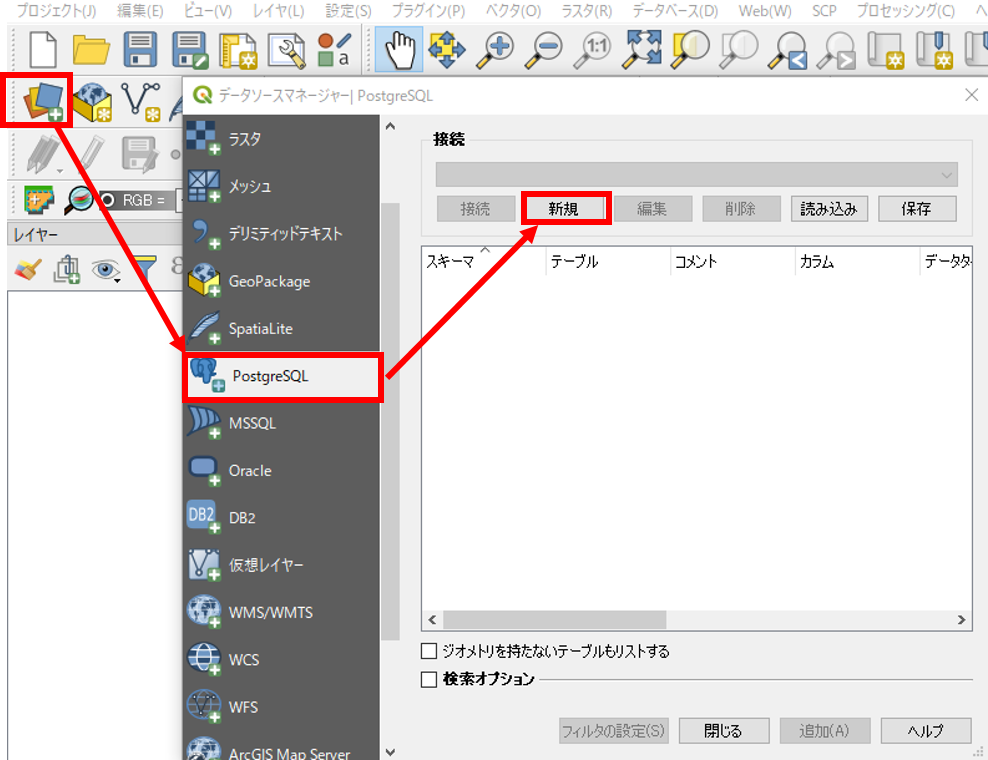 プロジェクト(J) 編集(E) ビュー(V) レイヤ(L) 設定(S) プラグイン(P) ベクタ(O) ラスタ(R) データベース(D) Web(W) SCP プロセッシング(C) ヘ
a
1:1
データソースマネージャー| PostgreSQL
RGB =
レイヤー
ラスタ
メッシュ
デリミティッドテキスト
GeoPackage
SpatiaLite
PostgreSQL
MSSQL
Oracle
DB2 DB2
仮想レイヤー
WMS/WMTS
WCS
WFS
ArcGIS Map Server
接続
接続 新規 編集 削除 読み込み 保存
スキーマ テーブル コメント カラム データタ
ジオメトリを持たないテーブルもリストする
検索オプション
フィルタの設定(S) 閉じる 追加(A) ヘルプ